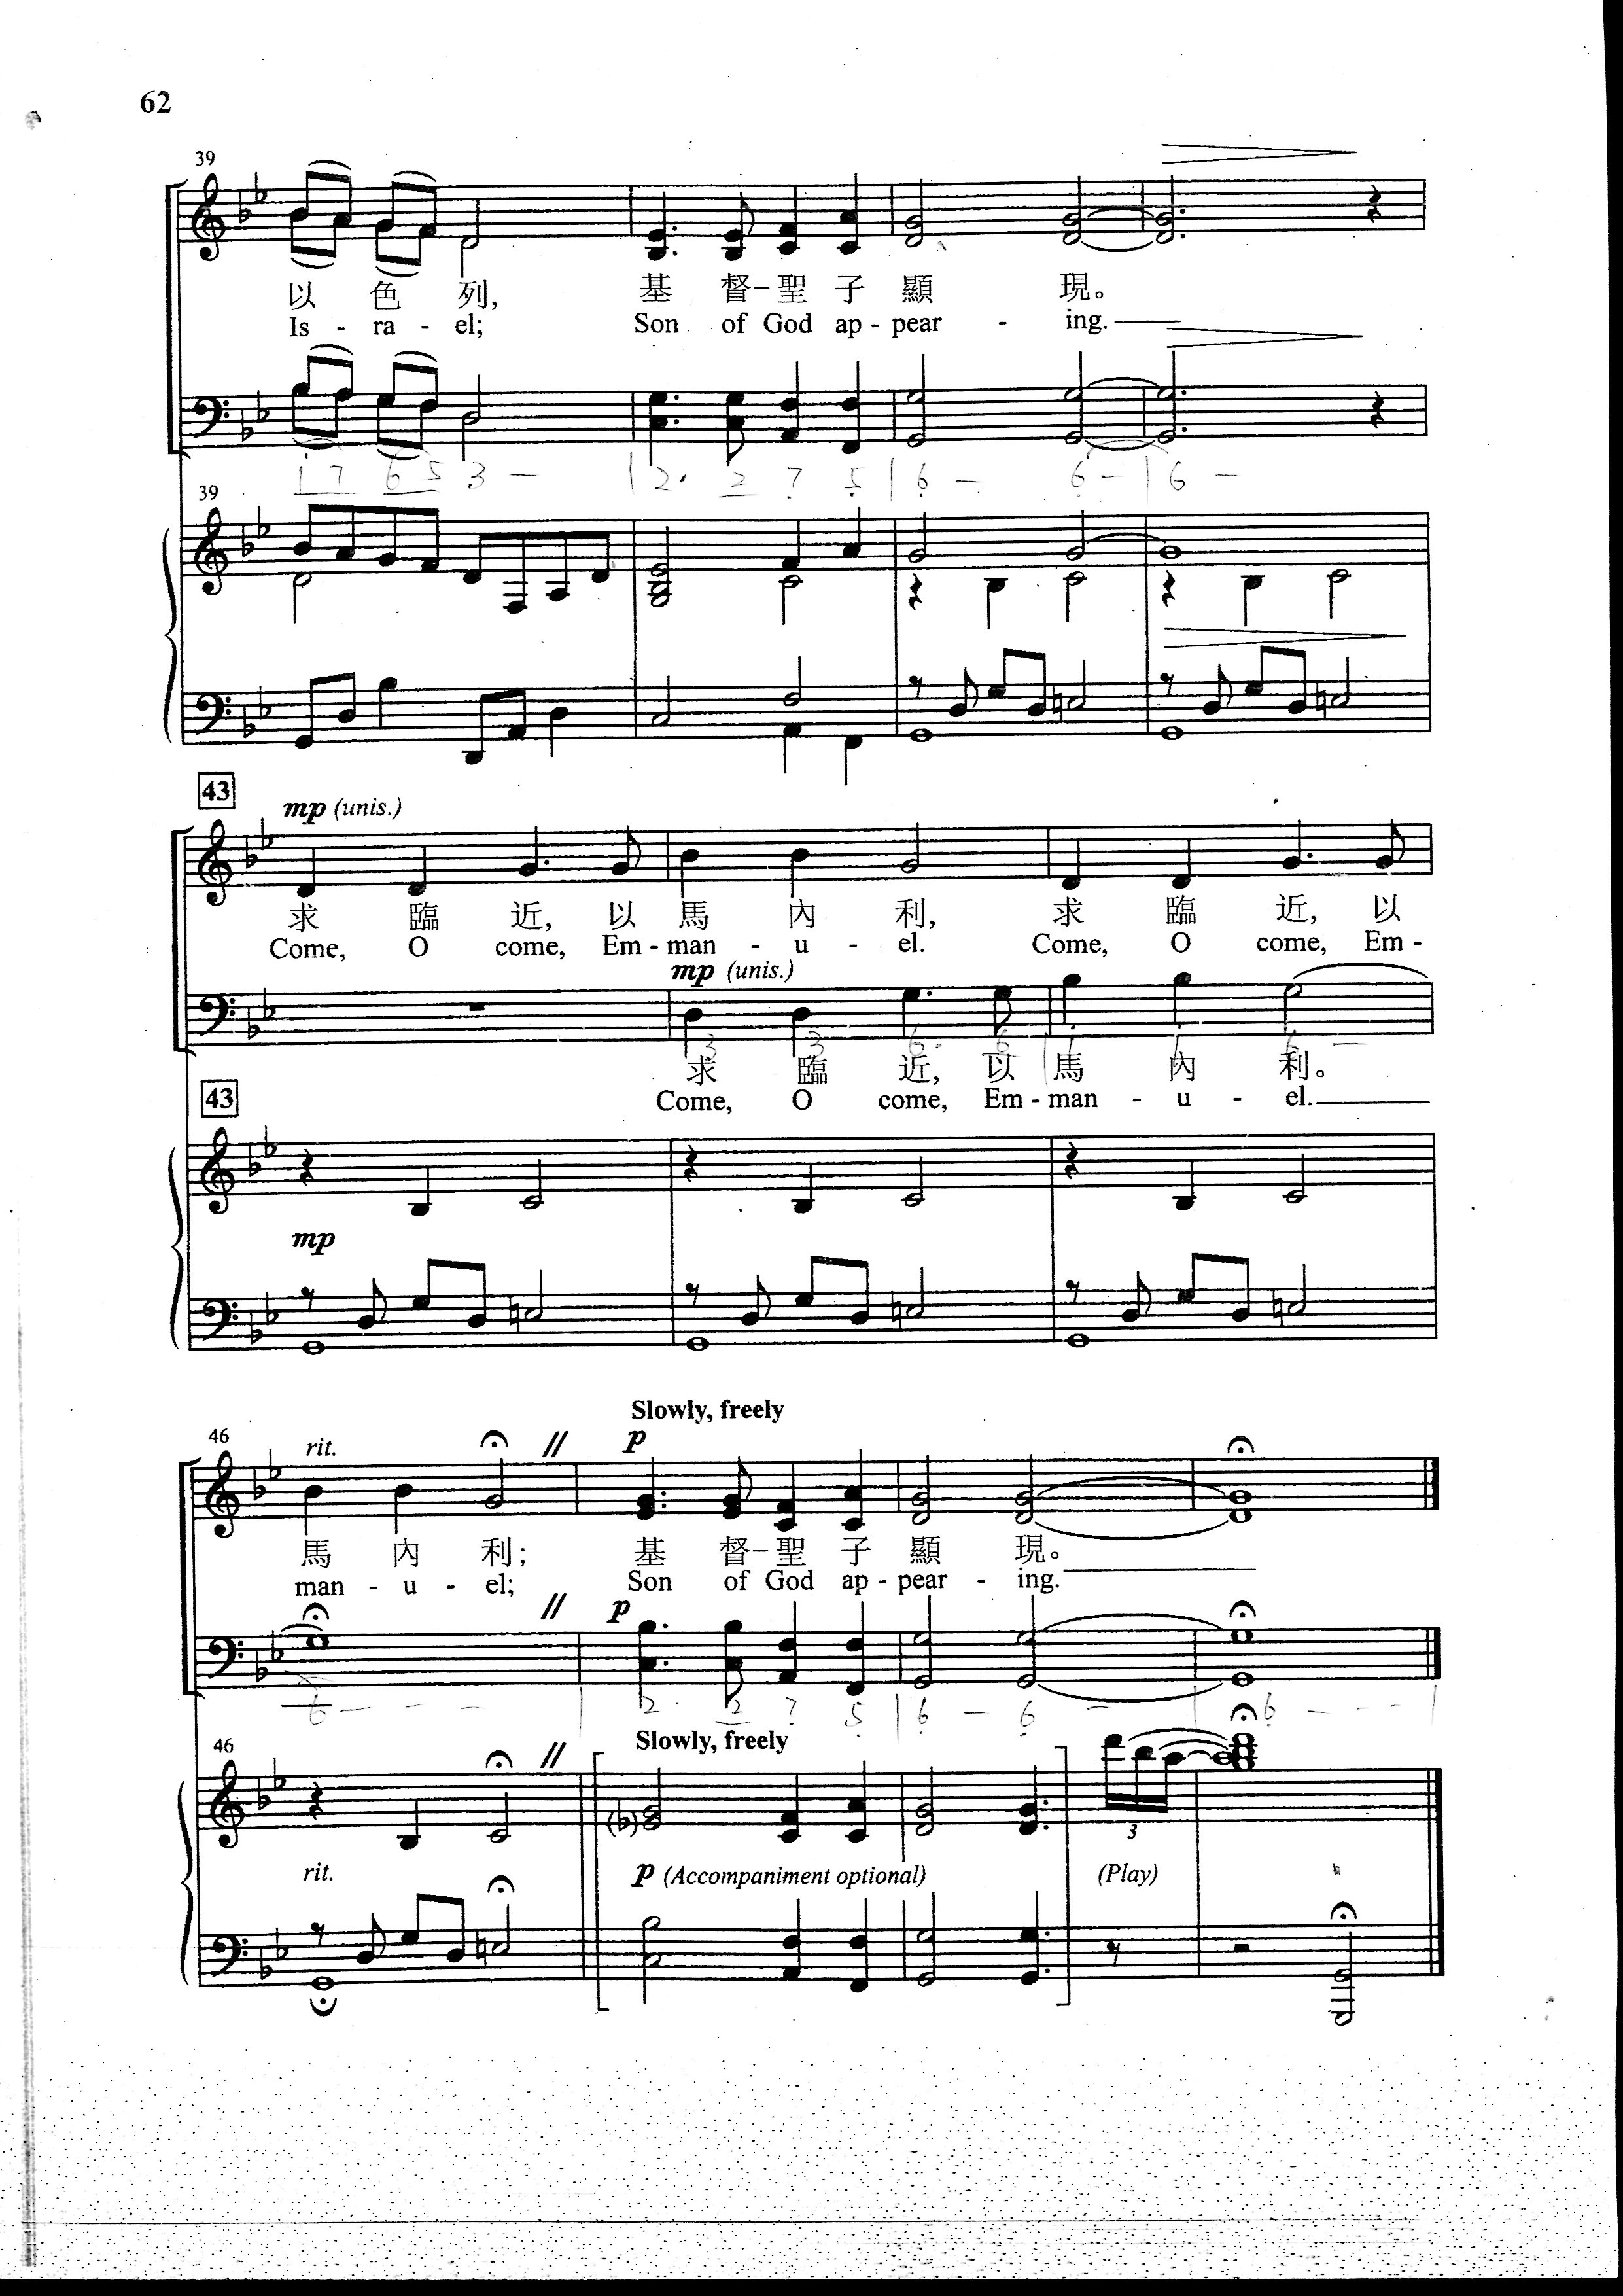 62
39
以 色 列, 基 督–聖 子 顯 現。
Is - ra - el; Son of God ap - pear - ing.
1 7 6 5 3 – | 2. 2 7 5 | 6 – 6 – | 6 –
39
43
mp (unis.)
求 臨 近, 以 馬 內 利, 求 臨 近, 以
Come, O come, Em - man - u - el. Come, O come, Em -
mp (unis.)
3 3 6. 6 | 1 1 6 –
求 臨 近, 以 馬 內 利。
Come, O come, Em - man - u - el.
43
mp
Slowly, freely
46
rit. p
馬 內 利; 基 督–聖 子 顯 現。
man - u - el; Son of God ap - pear - ing.
p
6 – – – | 2. 2 7 5 | 6 – 6 – | 6 – – –
Slowly, freely
46
3
rit. p (Accompaniment optional) (Play)